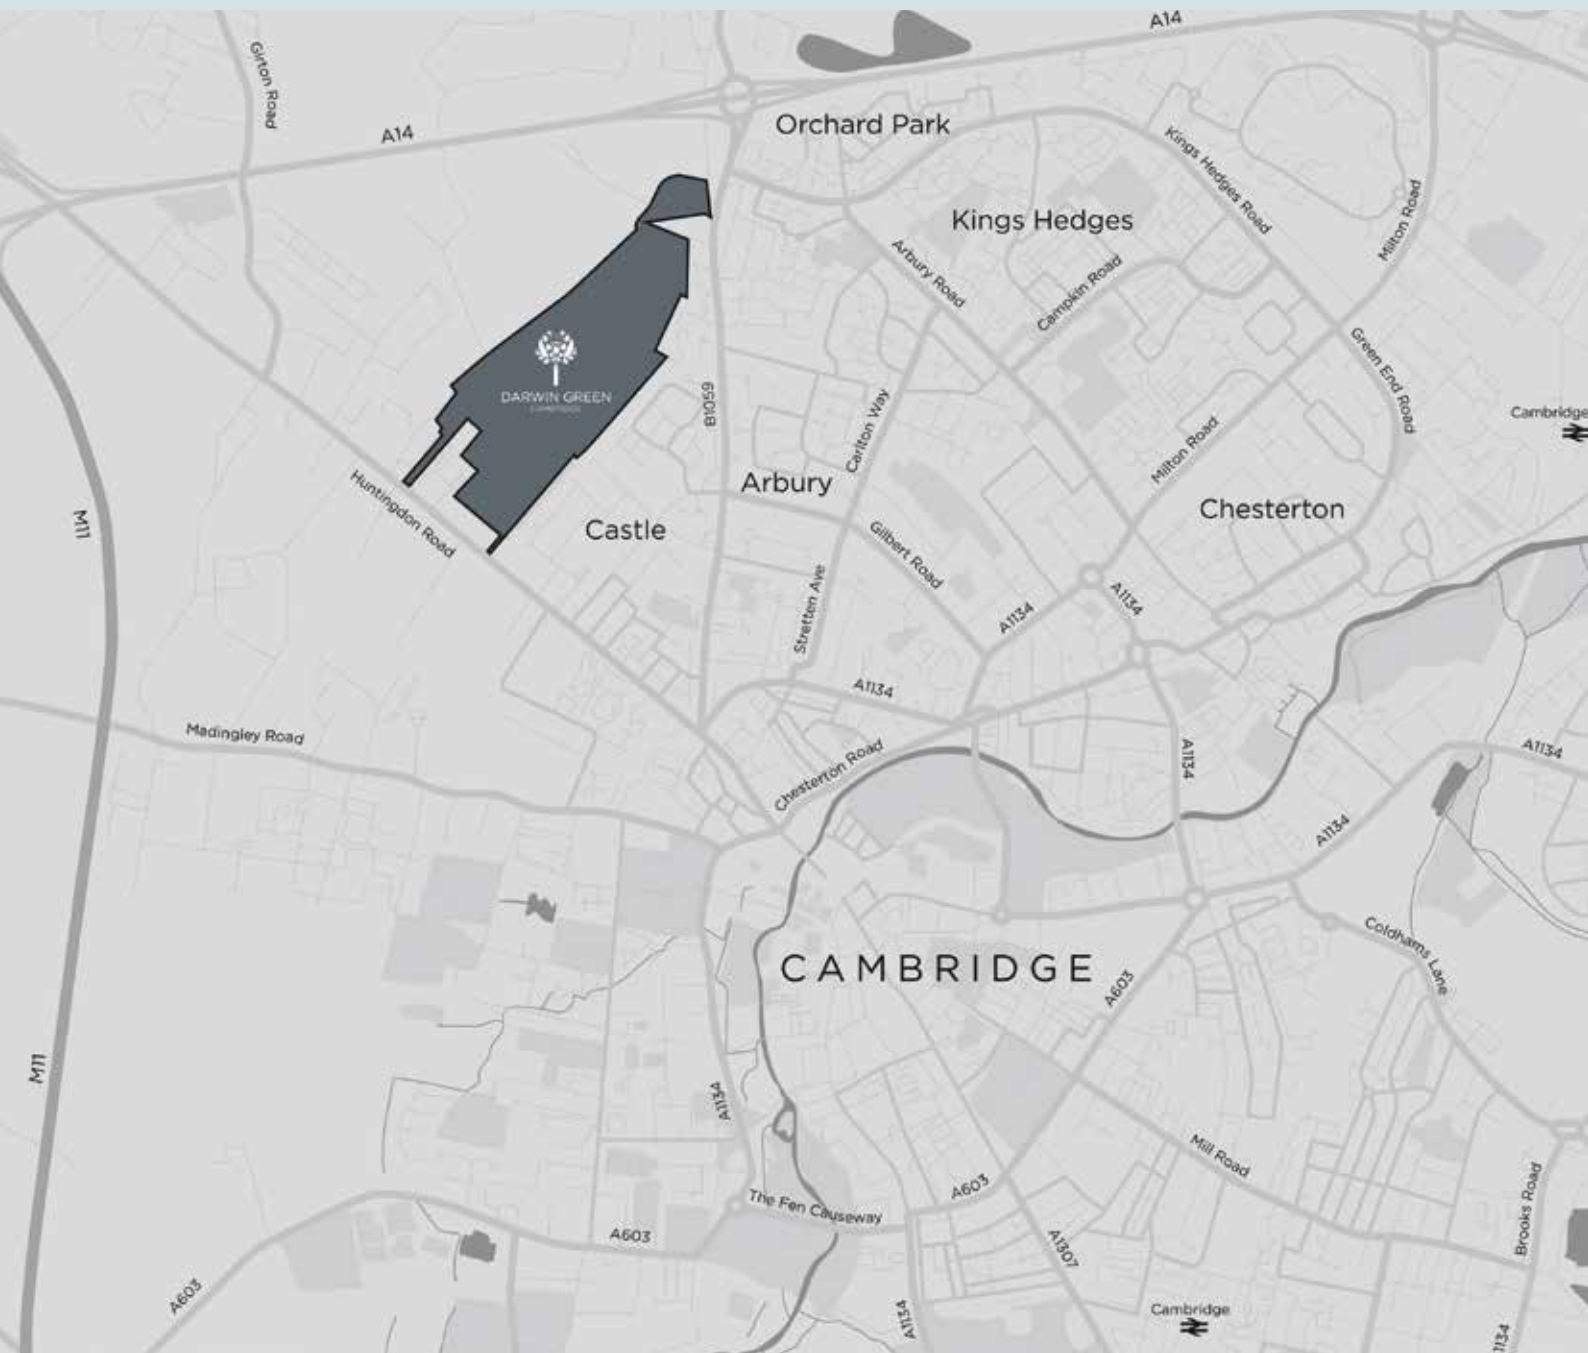 A14
Girton Road
A14
Orchard Park
Kings Hedges Road
Kings Hedges
Milton Road
Arbury Road
Campkin Road
Green End Road
DARWIN GREEN
CAMBRIDGE
B1059
Carlton Way
Cambridge
Milton Road
Arbury
Huntingdon Road
Castle
Chesterton
M11
Gilbert Road
Stretten Ave
A1134
A1134
A1134
Madingley Road
Chesterton Road
A1134
A1134
A1134
CAMBRIDGE
A603
Coldhams Lane
M11
A1134
Mill Road
The Fen Causeway
A603
Brooks Road
A603
A1307
A603
A1134
Cambridge
1134